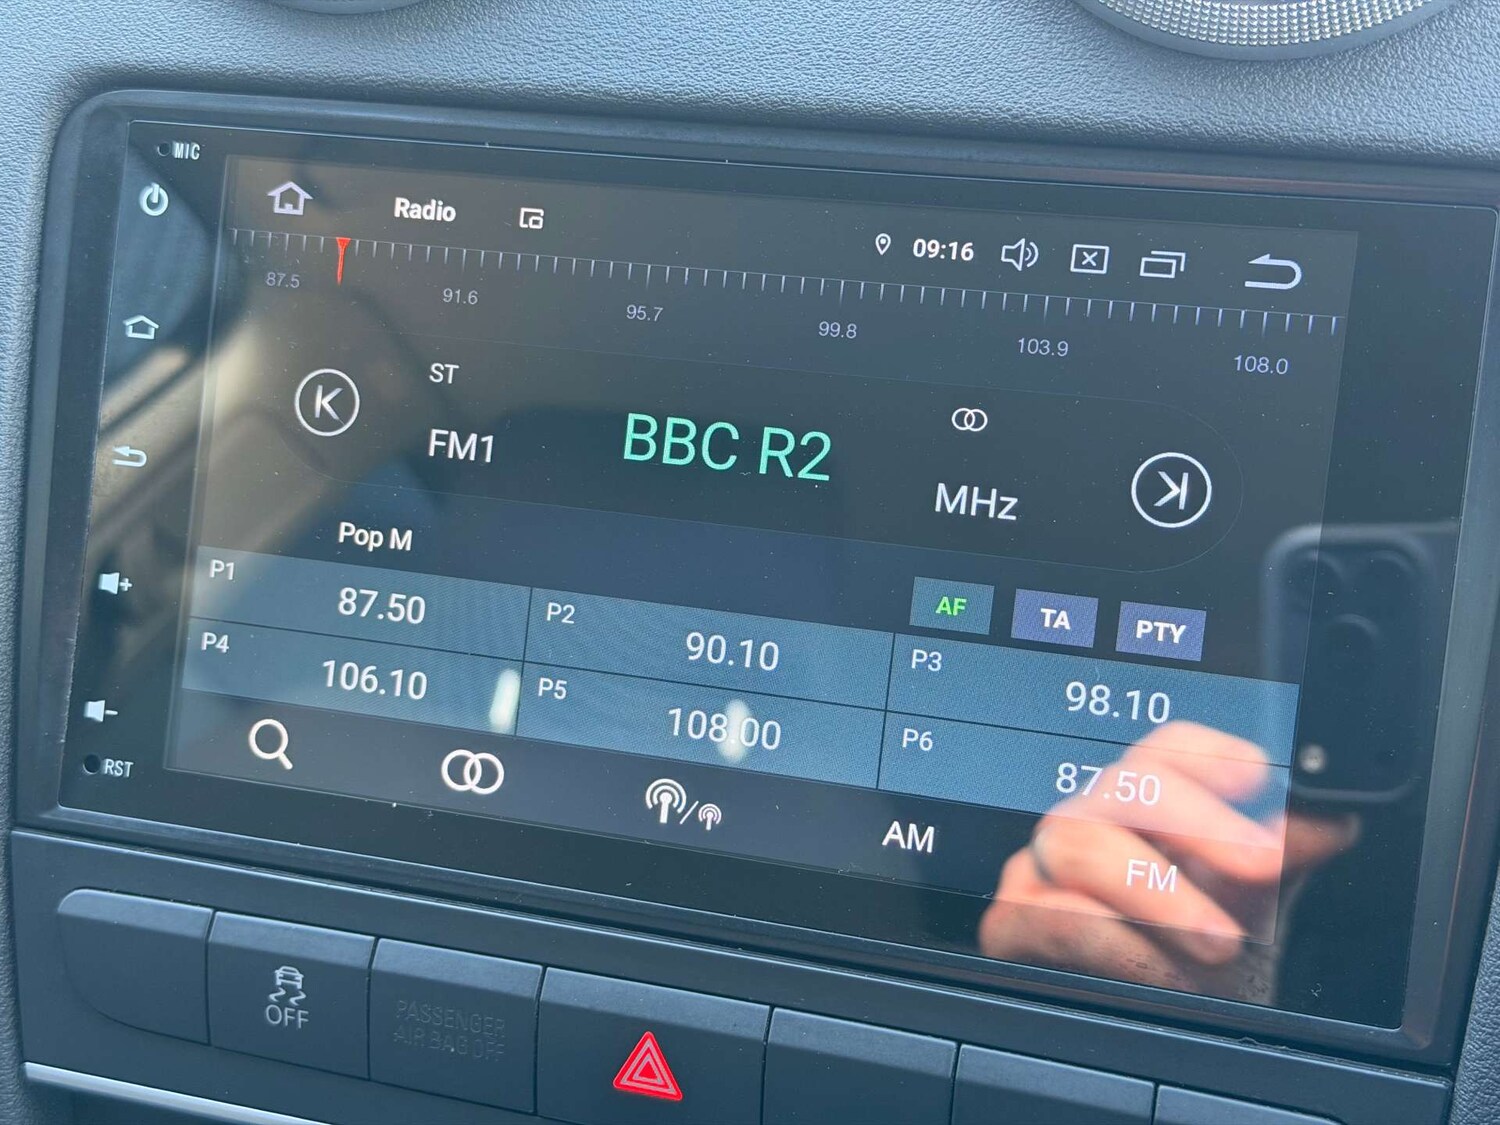 MIC
Radio
09:16
87.5 91.6 95.7 99.8 103.9 108.0
ST
FM1
BBC R2
MHz
Pop M
AF TA PTY
P1 87.50
P2 90.10
P3 98.10
P4 106.10
P5 108.00
P6 87.50
AM
FM
RST
OFF
PASSENGER
AIRBAG OFF